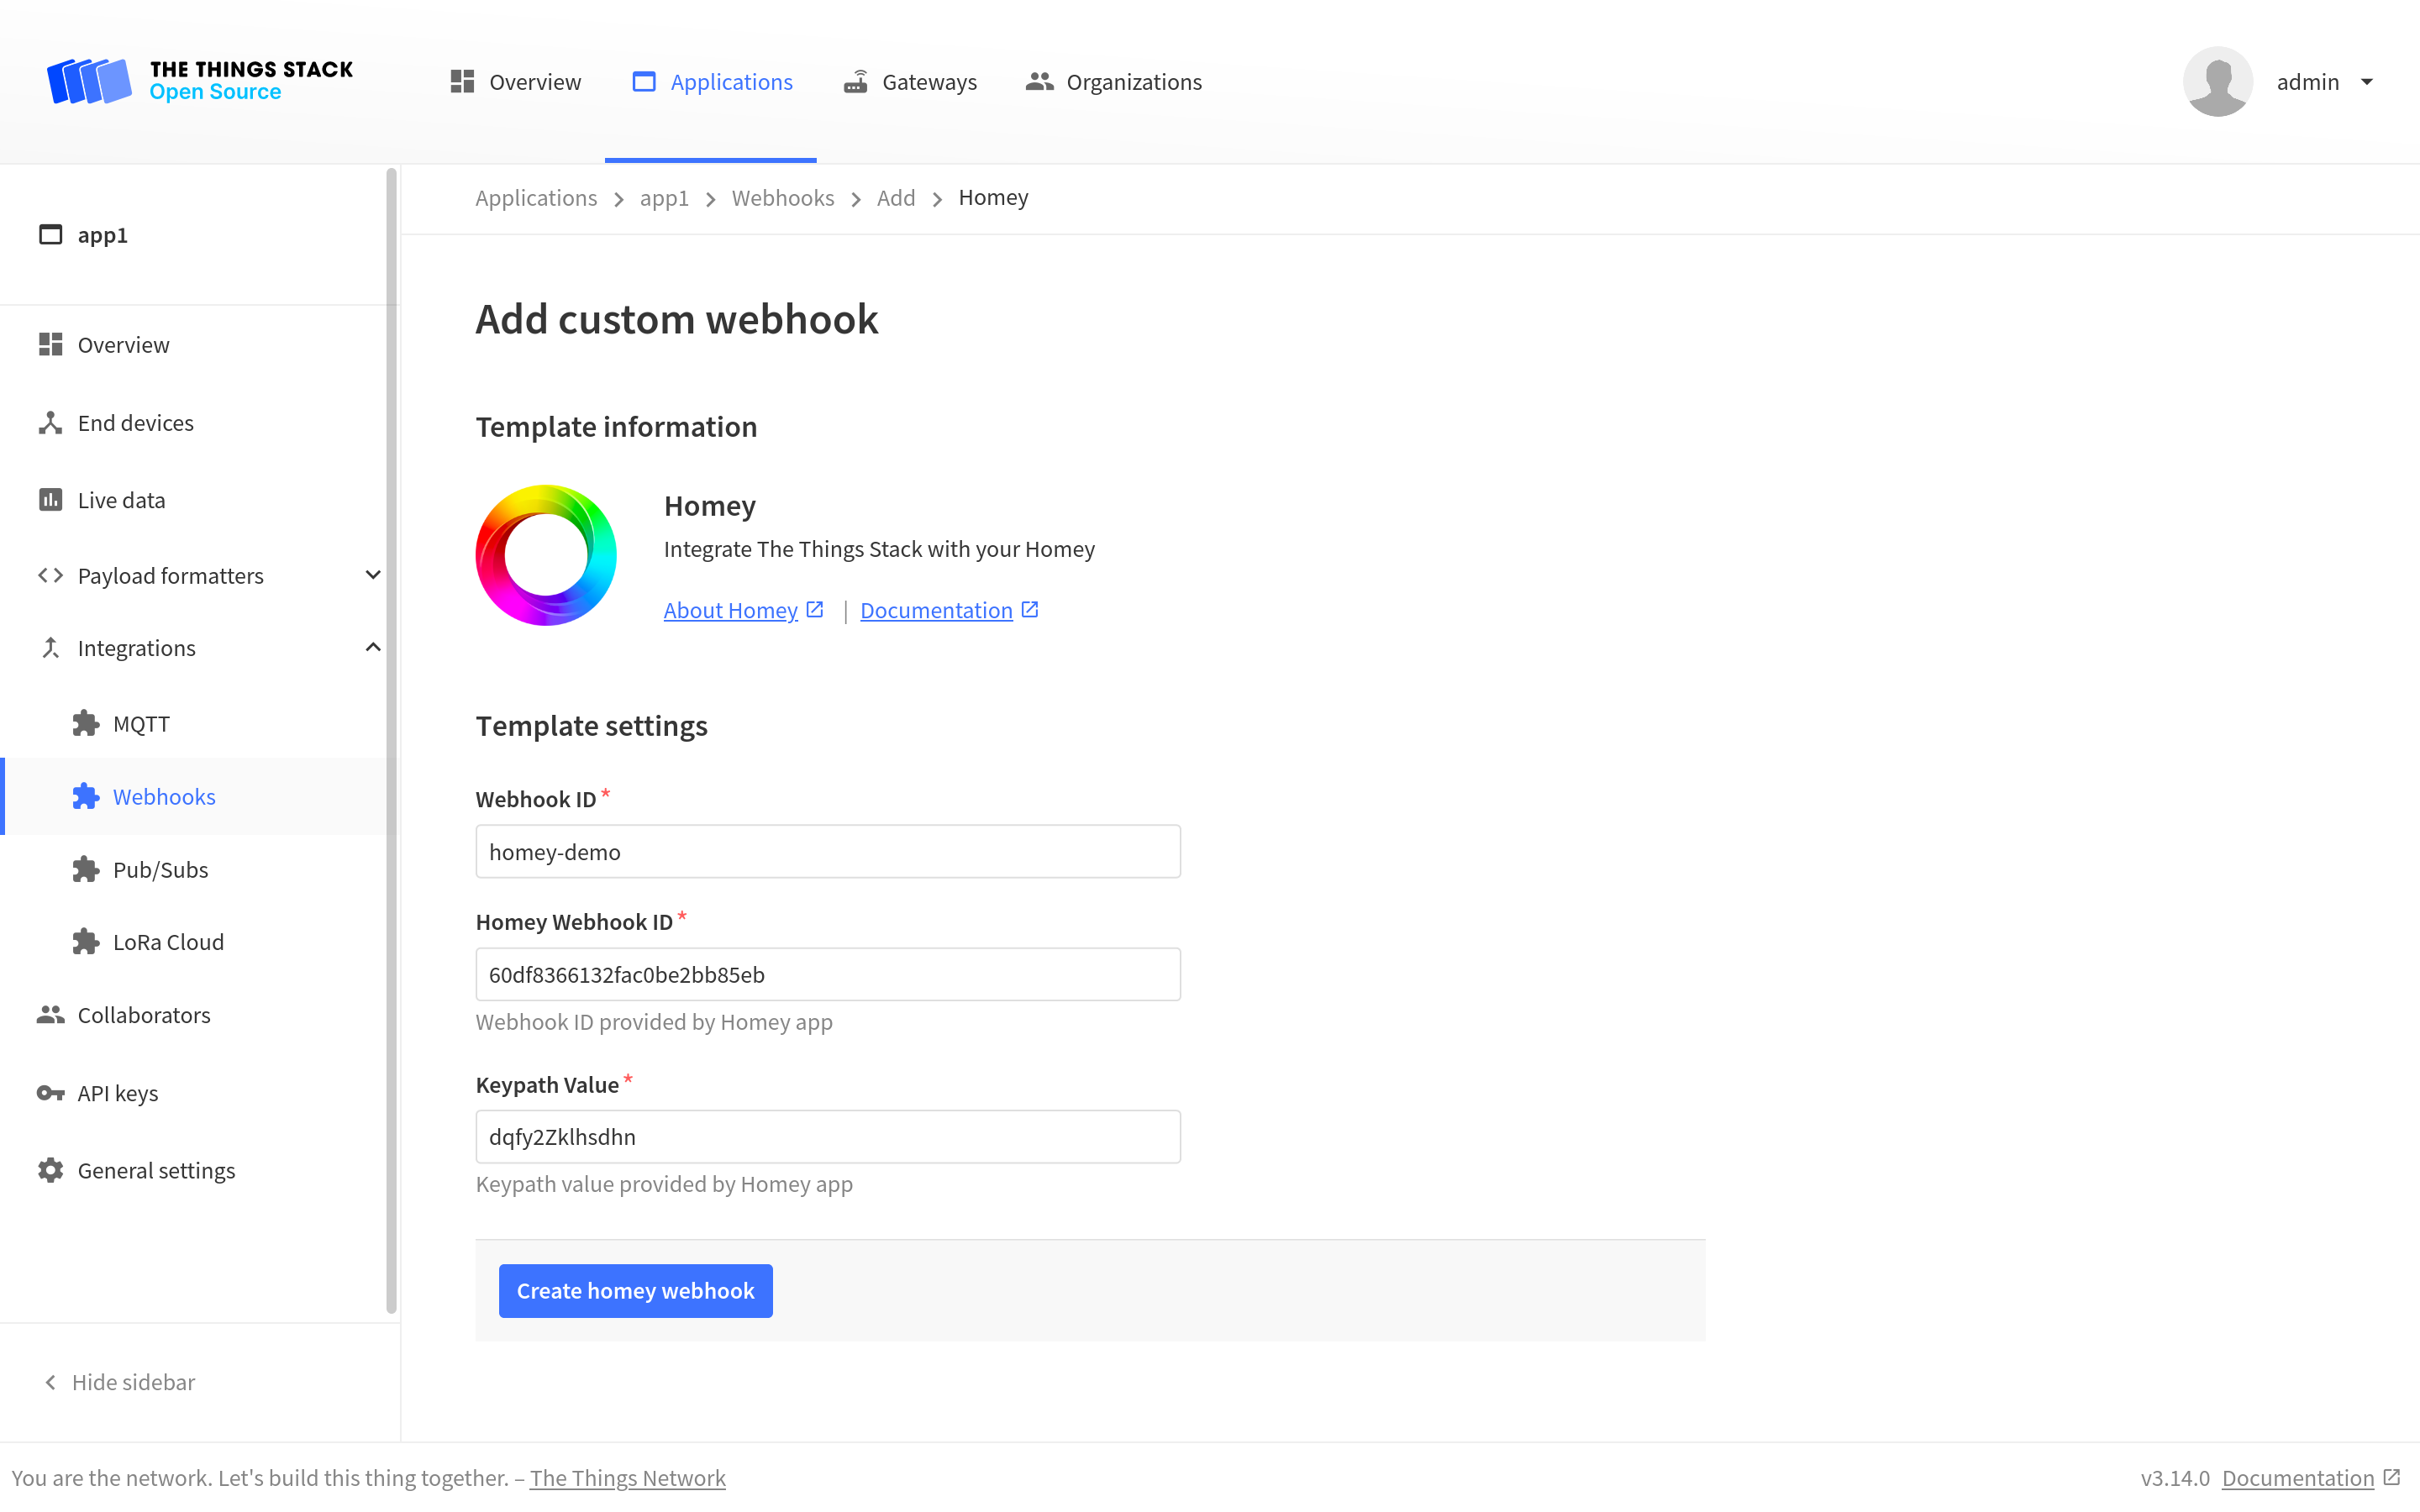 THE THINGS STACK
Open Source
Overview
Applications
Gateways
Organizations
admin
app1
Overview
End devices
Live data
Payload formatters
Integrations
MQTT
Webhooks
Pub/Subs
LoRa Cloud
Collaborators
API keys
General settings
Hide sidebar
Applications > app1 > Webhooks > Add > Homey
Add custom webhook
Template information
Homey
Integrate The Things Stack with your Homey
About Homey | Documentation
Template settings
Webhook ID *
homey-demo
Homey Webhook ID *
60df8366132fac0be2bb85eb
Webhook ID provided by Homey app
Keypath Value *
dqfy2Zklhsdhn
Keypath value provided by Homey app
Create homey webhook
You are the network. Let's build this thing together. – The Things Network
v3.14.0 Documentation